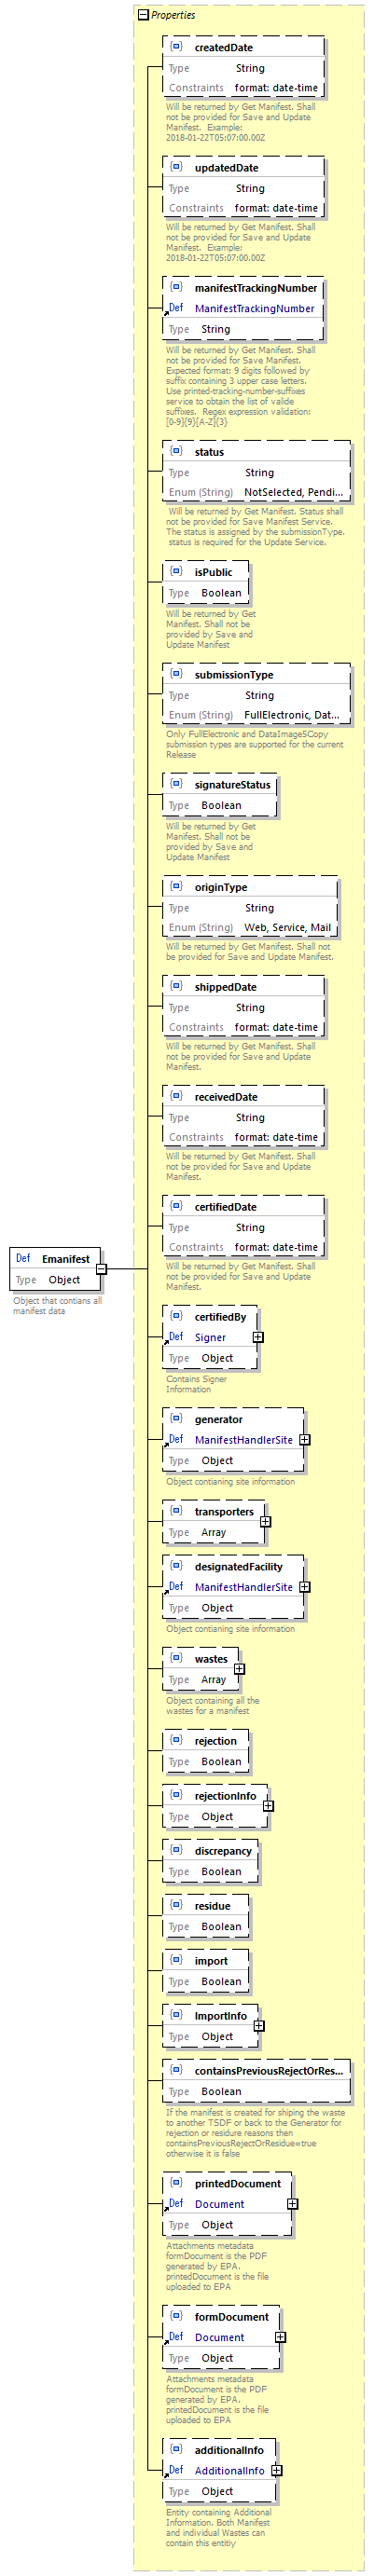 Properties
createdDate
Type String
Constraints format: date-time
Will be returned by Get Manifest. Shall
not be provided for Save and Update
Manifest. Example:
2018-01-22T05:07:00.00Z
updatedDate
Type String
Constraints format: date-time
Will be returned by Get Manifest. Shall
not be provided for Save and Update
Manifest. Example:
2018-01-22T05:07:00.00Z
manifestTrackingNumber
Def ManifestTrackingNumber
Type String
Will be returned by Get Manifest. Shall
not be provided for Save Manifest.
Expected format: 9 digits followed by
suffix containing 3 upper case letters.
Use printed-tracking-number-suffixes
service to obtain the list of valide
suffixes. Regex expression validation:
[0-9]{9}[A-Z]{3}
status
Type String
Enum (String) NotSelected, Pendi...
Will be returned by Get Manifest. Status shall
not be provided for Save Manifest Service.
The status is assigned by the submissionType.
status is required for the Update Service.
isPublic
Type Boolean
Will be returned by Get
Manifest. Shall not be
provided by Save and
Update Manifest
submissionType
Type String
Enum (String) FullElectronic, Dat...
Only FullElectronic and DataImage5Copy
submission types are supported for the current
Release
signatureStatus
Type Boolean
Will be returned by Get
Manifest. Shall not be
provided by Save and
Update Manifest
originType
Type String
Enum (String) Web, Service, Mail
Will be returned by Get Manifest. Shall not
be provided for Save and Update Manifest.
shippedDate
Type String
Constraints format: date-time
Will be returned by Get Manifest. Shall
not be provided for Save and Update
Manifest.
receivedDate
Type String
Constraints format: date-time
Will be returned by Get Manifest. Shall
not be provided for Save and Update
Manifest.
certifiedDate
Type String
Constraints format: date-time
Will be returned by Get Manifest. Shall
not be provided for Save and Update
Manifest.
Def Emanifest
Type Object
Object that contians all
manifest data
certifiedBy
Def Signer
Type Object
Contains Signer
Information
generator
Def ManifestHandlerSite
Type Object
Object contianing site information
transporters
Type Array
designatedFacility
Def ManifestHandlerSite
Type Object
Object contianing site information
wastes
Type Array
Object containing all the
wastes for a manifest
rejection
Type Boolean
rejectionInfo
Type Object
discrepancy
Type Boolean
residue
Type Boolean
import
Type Boolean
ImportInfo
Type Object
containsPreviousRejectOrRes...
Type Boolean
If the manifest is created for shiping the waste
to another TSDF or back to the Generator for
rejection or residure reasons then
containsPreviousRejectOrResidue=true
otherwise it is false
printedDocument
Def Document
Type Object
Attachments metadata
formDocument is the PDF
generated by EPA.
printedDocument is the file
uploaded to EPA
formDocument
Def Document
Type Object
Attachments metadata
formDocument is the PDF
generated by EPA.
printedDocument is the file
uploaded to EPA
additionalInfo
Def AdditionalInfo
Type Object
Entity containing Additional
Information. Both Manifest
and individual Wastes can
contain this entitiy